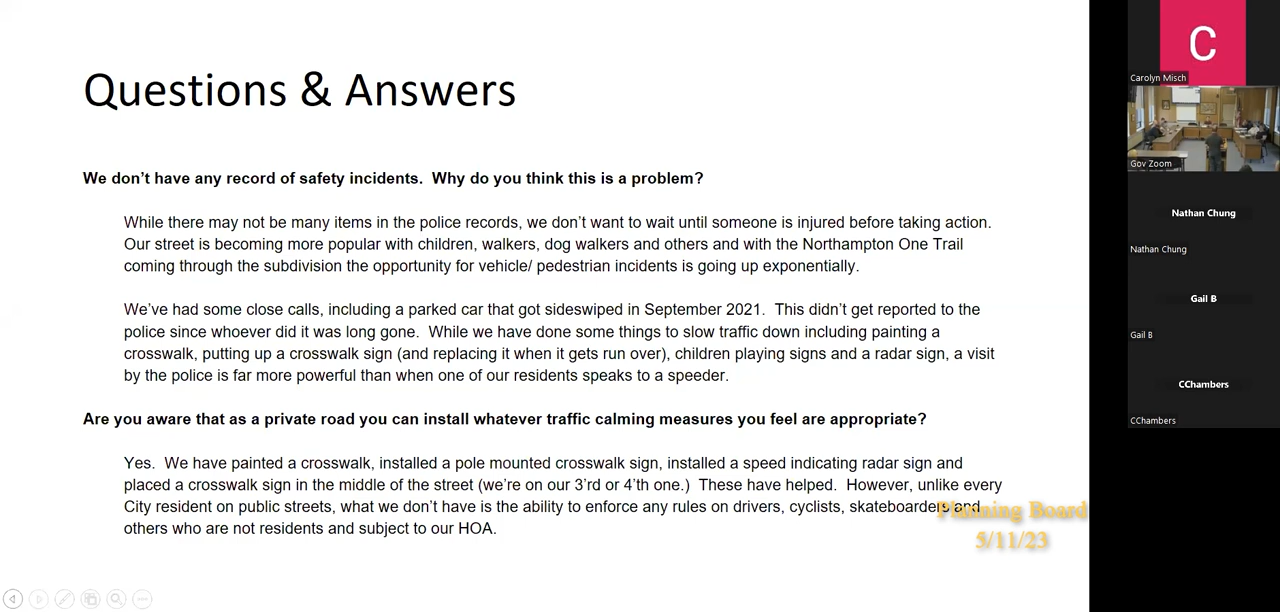 Questions & Answers
We don't have any record of safety incidents.  Why do you think this is a problem?
While there may not be many items in the police records, we don't want to wait until someone is injured before taking action.
Our street is becoming more popular with children, walkers, dog walkers and others and with the Northampton One Trail
coming through the subdivision the opportunity for vehicle/ pedestrian incidents is going up exponentially.
We've had some close calls, including a parked car that got sideswiped in September 2021.  This didn't get reported to the
police since whoever did it was long gone.  While we have done some things to slow traffic down including painting a
crosswalk, putting up a crosswalk sign (and replacing it when it gets run over), children playing signs and a radar sign, a visit
by the police is far more powerful than when one of our residents speaks to a speeder.
Are you aware that as a private road you can install whatever traffic calming measures you feel are appropriate?
Yes.  We have painted a crosswalk, installed a pole mounted crosswalk sign, installed a speed indicating radar sign and
placed a crosswalk sign in the middle of the street (we're on our 3'rd or 4'th one.)  These have helped.  However, unlike every
City resident on public streets, what we don't have is the ability to enforce any rules on drivers, cyclists, skateboarders and
others who are not residents and subject to our HOA.
Planning Board
5/11/23
C
Carolyn Misch
Gov Zoom
Nathan Chung
Nathan Chung
Gail B
Gail B
CChambers
CChambers